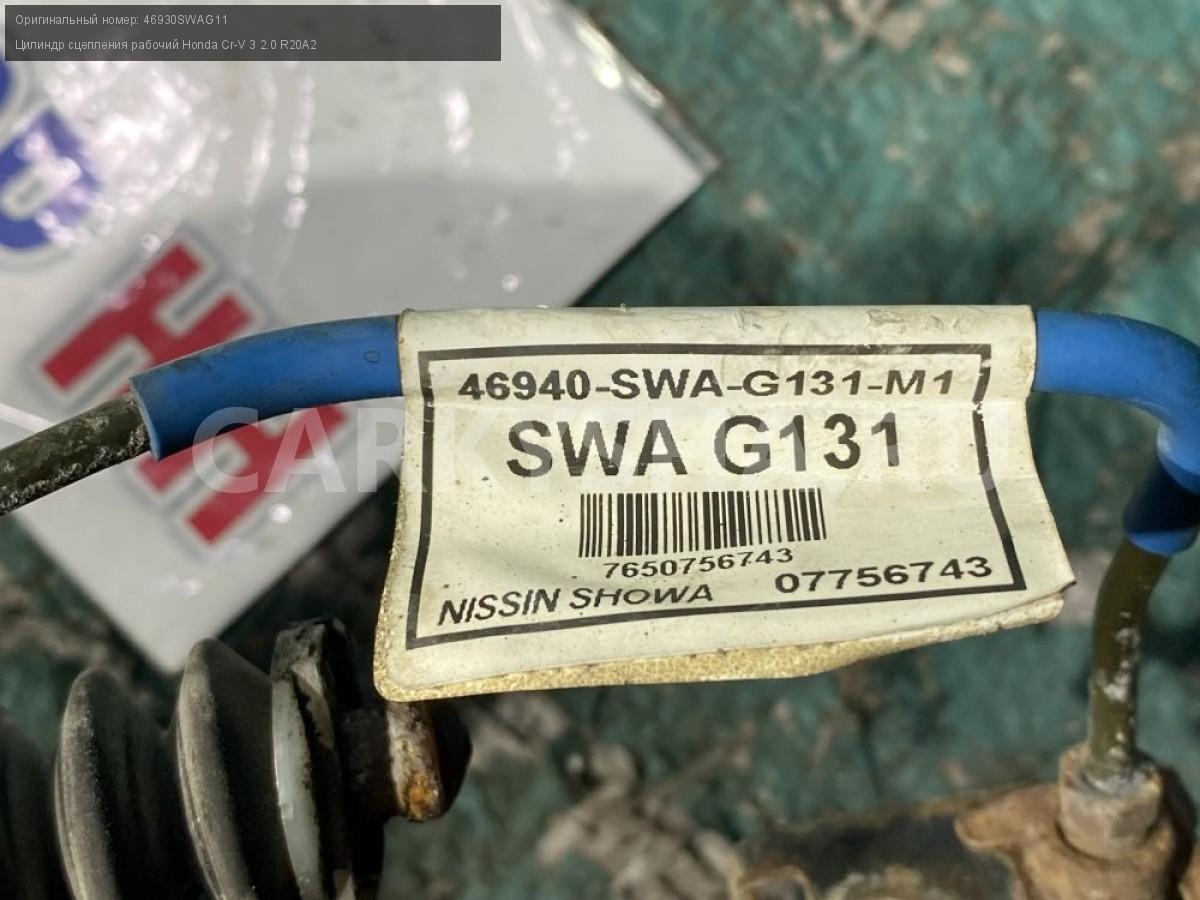 Оригинальный номер: 46930SWAG11
Цилиндр сцепления рабочий Honda Cr-V 3 2.0 R20A2
46940-SWA-G131-M1
SWA G131
7650756743
NISSIN SHOWA 07756743